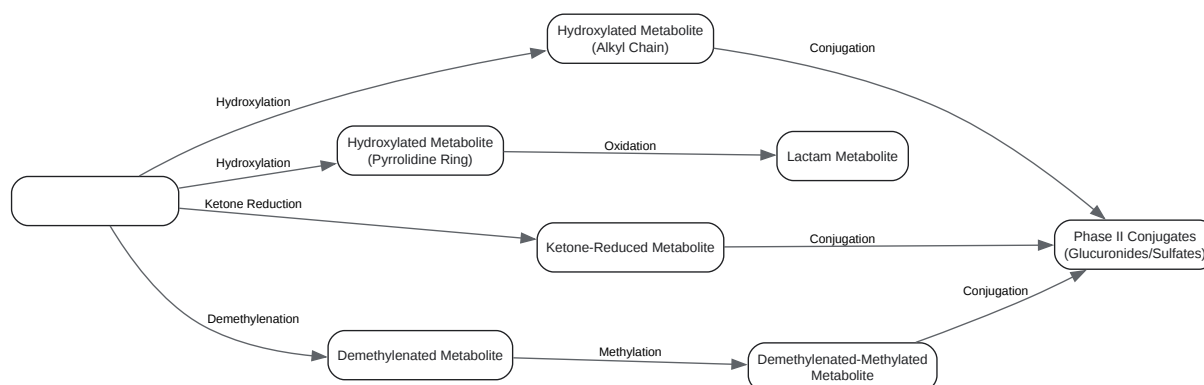 Hydroxylated Metabolite
(Alkyl Chain)
Conjugation
Hydroxylation
Hydroxylated Metabolite
(Pyrrolidine Ring)
Oxidation
Lactam Metabolite
Hydroxylation
Ketone Reduction
Ketone-Reduced Metabolite
Conjugation
Phase II Conjugates
(Glucuronides/Sulfates)
Conjugation
Demethylenation
Demethylenated Metabolite
Methylation
Demethylenated-Methylated
Metabolite